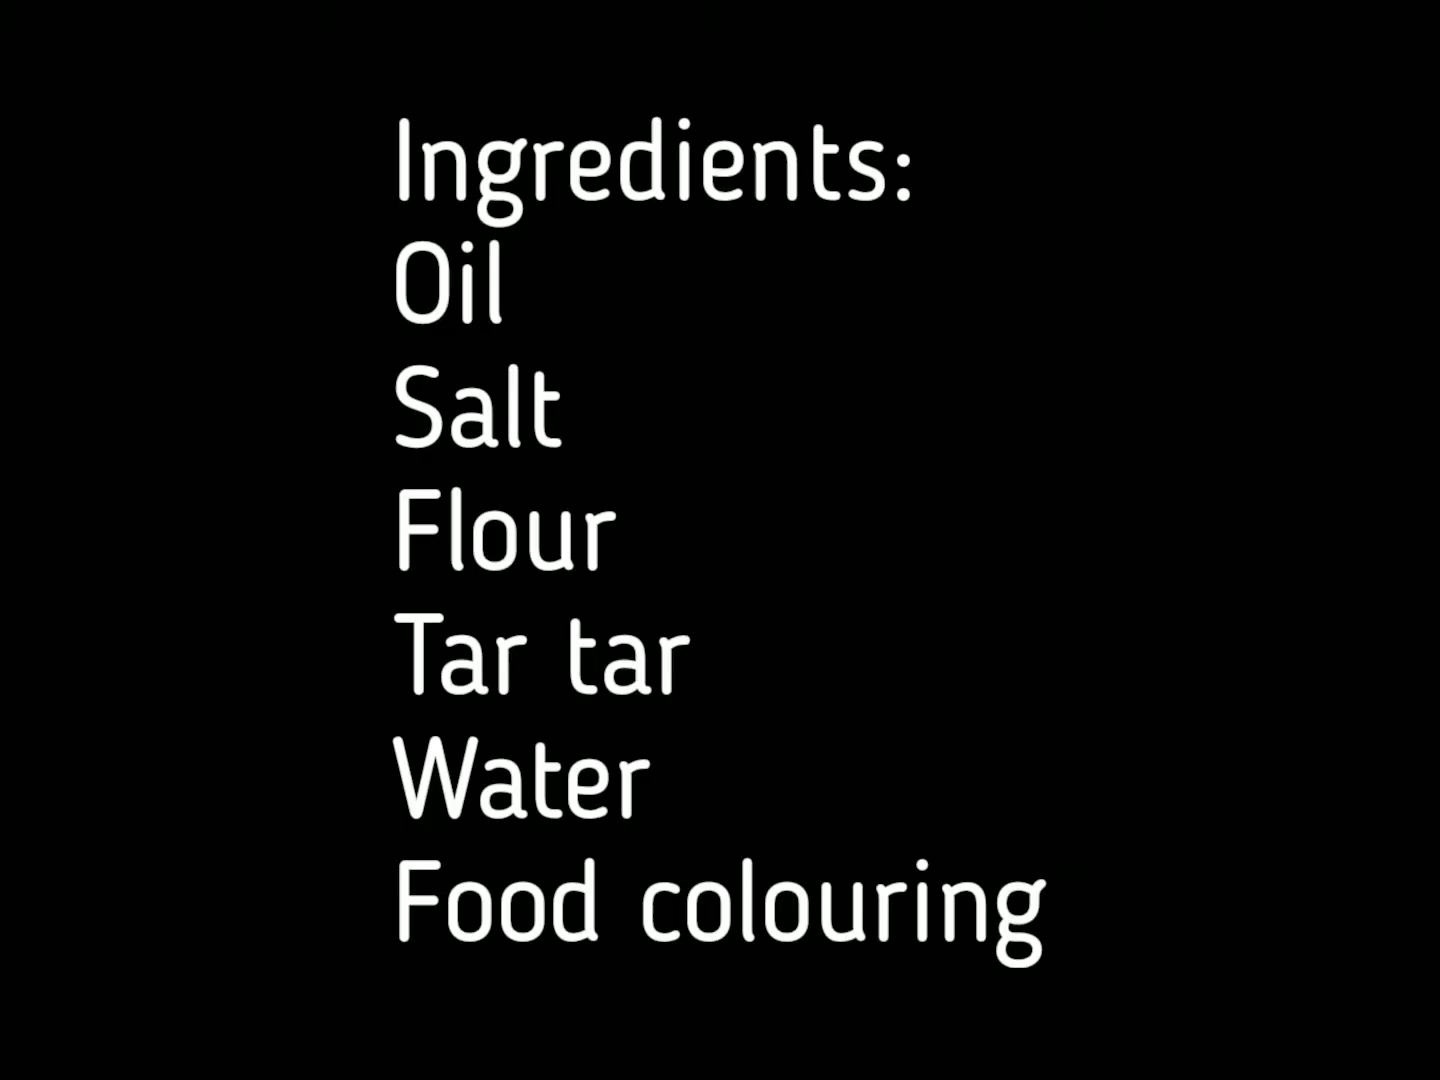 Ingredients:
Oil
Salt
Flour
Tar tar
Water
Food colouring